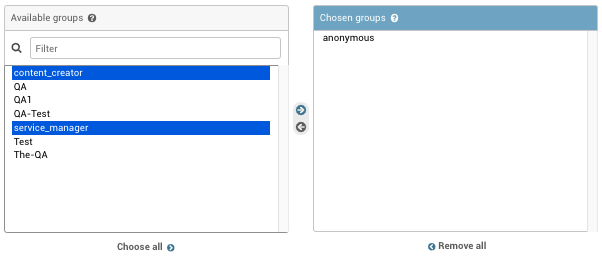 Available groups
Filter
content_creator
QA
QA1
QA-Test
service_manager
Test
The-QA
Choose all
Chosen groups
anonymous
Remove all